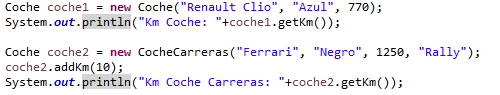 Coche coche1 = new Coche("Renault Clio", "Azul", 770);
System.out.println("Km Coche: "+coche1.getKm());
Coche coche2 = new CocheCarreras("Ferrari", "Negro", 1250, "Rally");
coche2.addKm(10);
System.out.println("Km Coche Carreras: "+coche2.getKm());